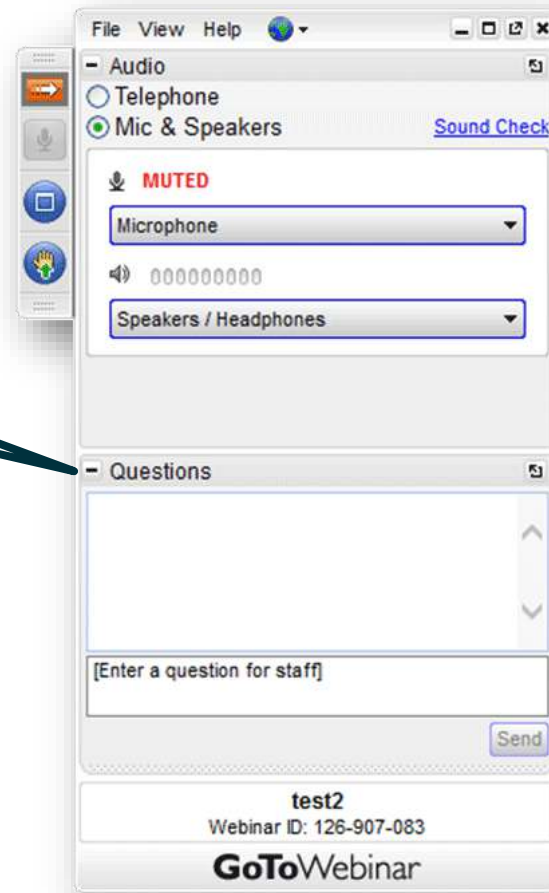 File View Help
Audio
Telephone
Mic & Speakers Sound Check
MUTED
Microphone
Speakers / Headphones
Questions
[Enter a question for staff]
Send
test2
Webinar ID: 126-907-083
GoToWebinar